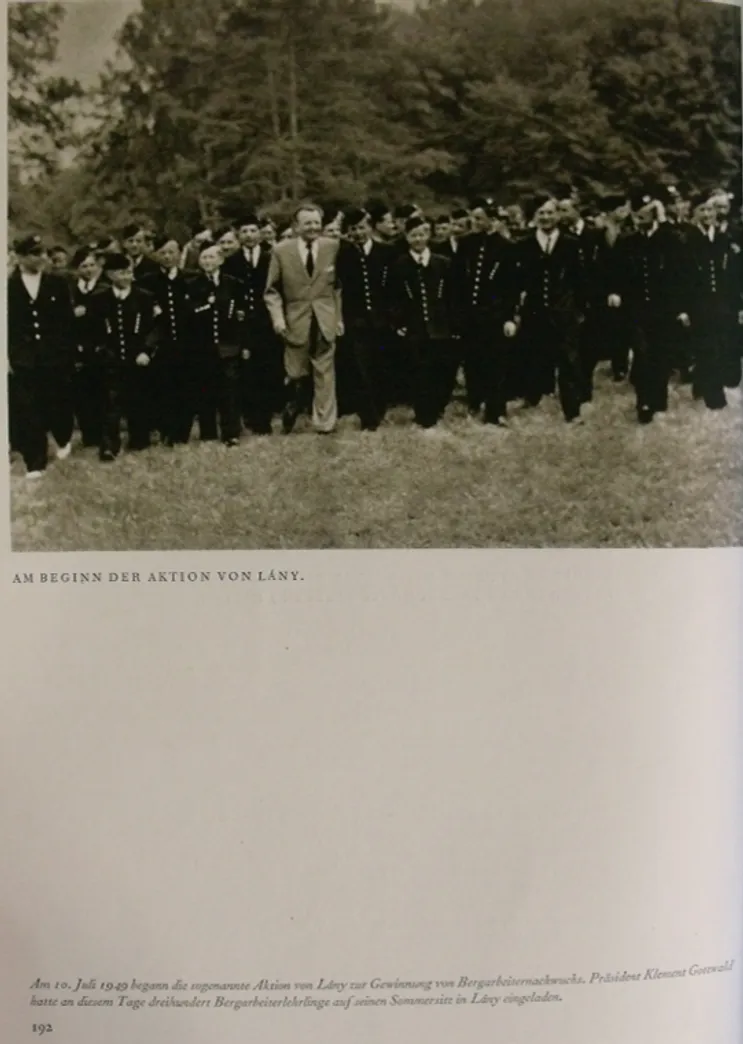 AM BEGINN DER AKTION VON LÁNY.
Am 10. Juli 1949 begann die sogenannte Aktion von Lány zur Gewinnung von Bergarbeiternachwuchs. Präsident Klement Gottwald
hatte an diesem Tage dreihundert Bergarbeiterlehrlinge auf seinen Sommersitz in Lány eingeladen.
192